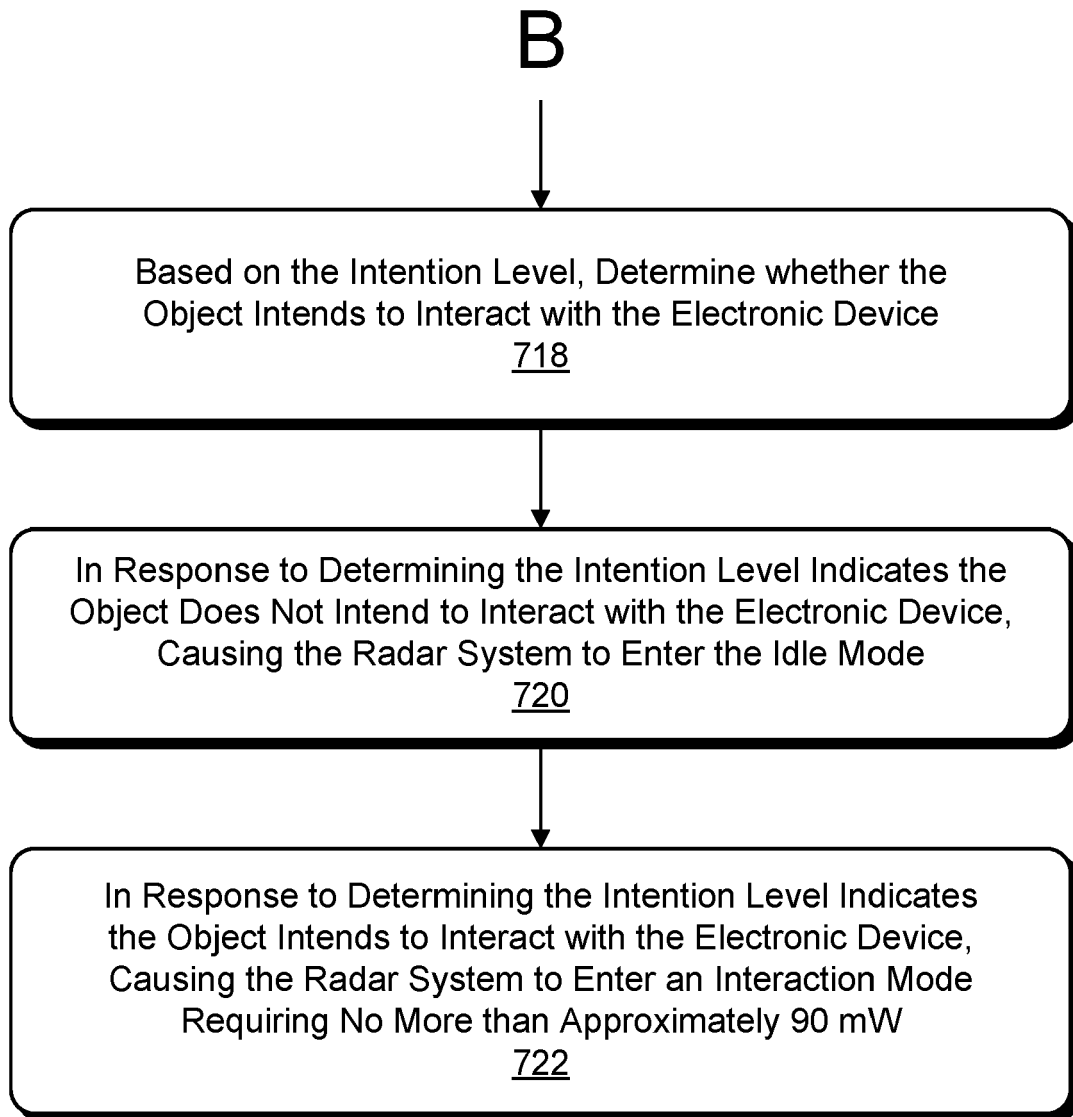 B
Based on the Intention Level, Determine whether the
Object Intends to Interact with the Electronic Device
718
In Response to Determining the Intention Level Indicates the
Object Does Not Intend to Interact with the Electronic Device,
Causing the Radar System to Enter the Idle Mode
720
In Response to Determining the Intention Level Indicates
the Object Intends to Interact with the Electronic Device,
Causing the Radar System to Enter an Interaction Mode
Requiring No More than Approximately 90 mW
722